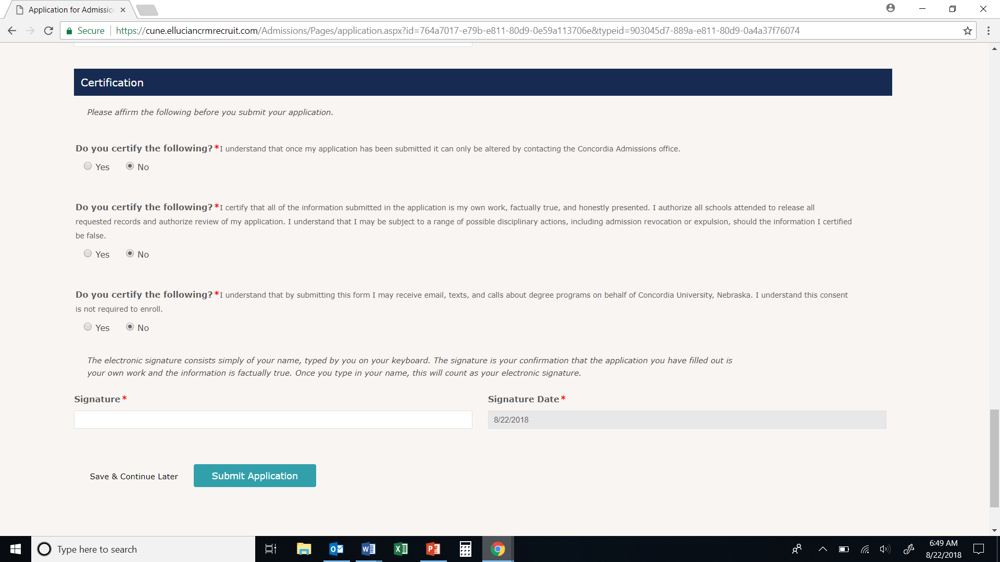 Application for Admissio
Secure
https://cune.elluciancrmrecruit.com/Admissions/Pages/application.aspx?id=764a7017-e79b-e811-80d9-0e59a113706e&typeid=903045d7-889a-e811-80d9-0a4a37f76074
Certification
Please affirm the following before you submit your application.
Do you certify the following? *I understand that once my application has been submitted it can only be altered by contacting the Concordia Admissions office.
Yes No
Do you certify the following? *I certify that all of the information submitted in the application is my own work, factually true, and honestly presented. I authorize all schools attended to release all
requested records and authorize review of my application. I understand that I may be subject to a range of possible disciplinary actions, including admission revocation or expulsion, should the information I certified
be false.
Yes No
Do you certify the following? *I understand that by submitting this form I may receive email, texts, and calls about degree programs on behalf of Concordia University, Nebraska. I understand this consent
is not required to enroll.
Yes No
The electronic signature consists simply of your name, typed by you on your keyboard. The signature is your confirmation that the application you have filled out is
your own work and the information is factually true. Once you type in your name, this will count as your electronic signature.
Signature* Signature Date*
8/22/2018
Save & Continue Later Submit Application
Type here to search
6:49 AM
8/22/2018